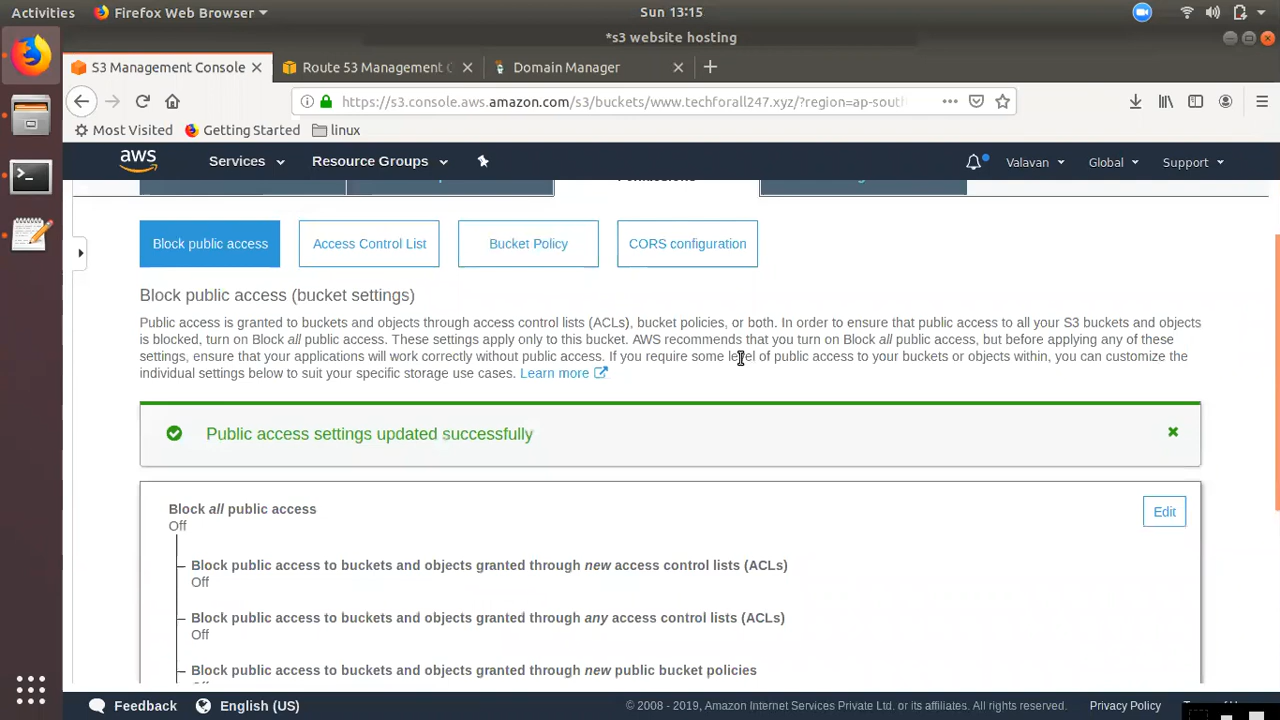 Activities
Firefox Web Browser
Sun 13:15
*s3 website hosting
S3 Management Console
Route 53 Management C
Domain Manager
https://s3.console.aws.amazon.com/s3/buckets/www.techforall247.xyz/?region=ap-south
Most Visited
Getting Started
linux
aws
Services
Resource Groups
Valavan
Global
Support
Permissions
Block public access
Access Control List
Bucket Policy
CORS configuration
Block public access (bucket settings)
Public access is granted to buckets and objects through access control lists (ACLs), bucket policies, or both. In order to ensure that public access to all your S3 buckets and objects
is blocked, turn on Block all public access. These settings apply only to this bucket. AWS recommends that you turn on Block all public access, but before applying any of these
settings, ensure that your applications will work correctly without public access. If you require some level of public access to your buckets or objects within, you can customize the
individual settings below to suit your specific storage use cases. Learn more
Public access settings updated successfully
Block all public access
Edit
Off
Block public access to buckets and objects granted through new access control lists (ACLs)
Off
Block public access to buckets and objects granted through any access control lists (ACLs)
Off
Block public access to buckets and objects granted through new public bucket policies
Feedback
English (US)
© 2008 - 2019, Amazon Internet Services Private Ltd. or its affiliates. All rights reserved.
Privacy Policy